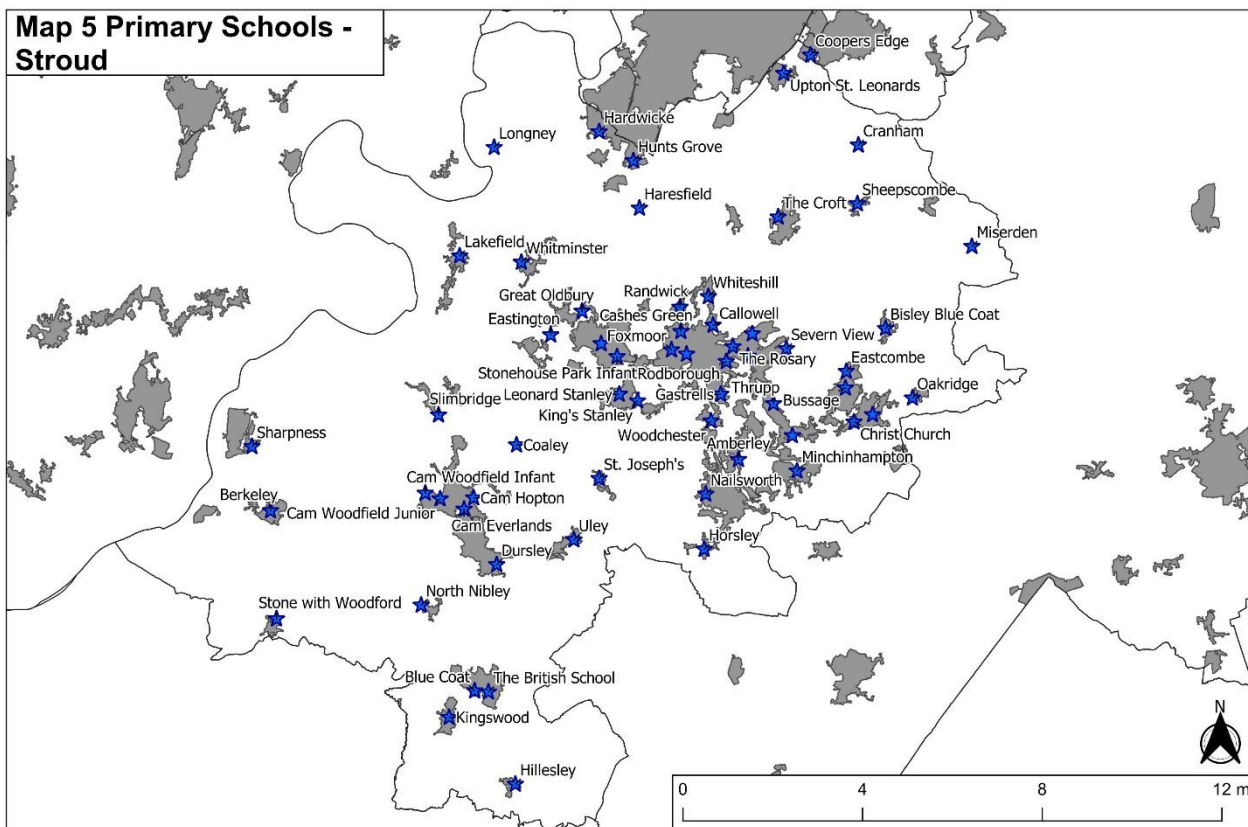 Map 5 Primary Schools -
Stroud
Coopers Edge
Upton St. Leonards
Hardwicke
Longney
Cranham
Hunts Grove
Sheepscombe
Haresfield
The Croft
Miserden
Lakefield
Whitminster
Whiteshill
Randwick
Great Oldbury
Cashes Green
Callowell
Bisley Blue Coat
Eastington
Foxmoor
Severn View
The Rosary
Eastcombe
Stonehouse Park Infant
Rodborough
Oakridge
Leonard Stanley
Gastrells
Thrupp
Bussage
Slimbridge
King's Stanley
Woodchester
Christ Church
Sharpness
Coaley
Amberley
Minchinhampton
St. Joseph's
Cam Woodfield Infant
Nailsworth
Berkeley
Cam Hopton
Cam Woodfield Junior
Cam Everlands
Uley
Dursley
Horsley
Stone with Woodford
North Nibley
Blue Coat
The British School
Kingswood
Hillesley
N
0
4
8
12 m